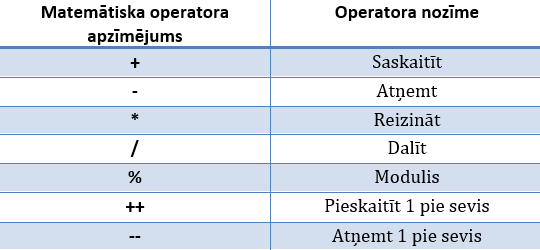 Matemātiska operatora apzīmējums
Operatora nozīme
+ Saskaitīt
- Atņemt
* Reizināt
/ Dalīt
% Modulis
++ Pieskaitīt 1 pie sevis
-- Atņemt 1 pie sevis